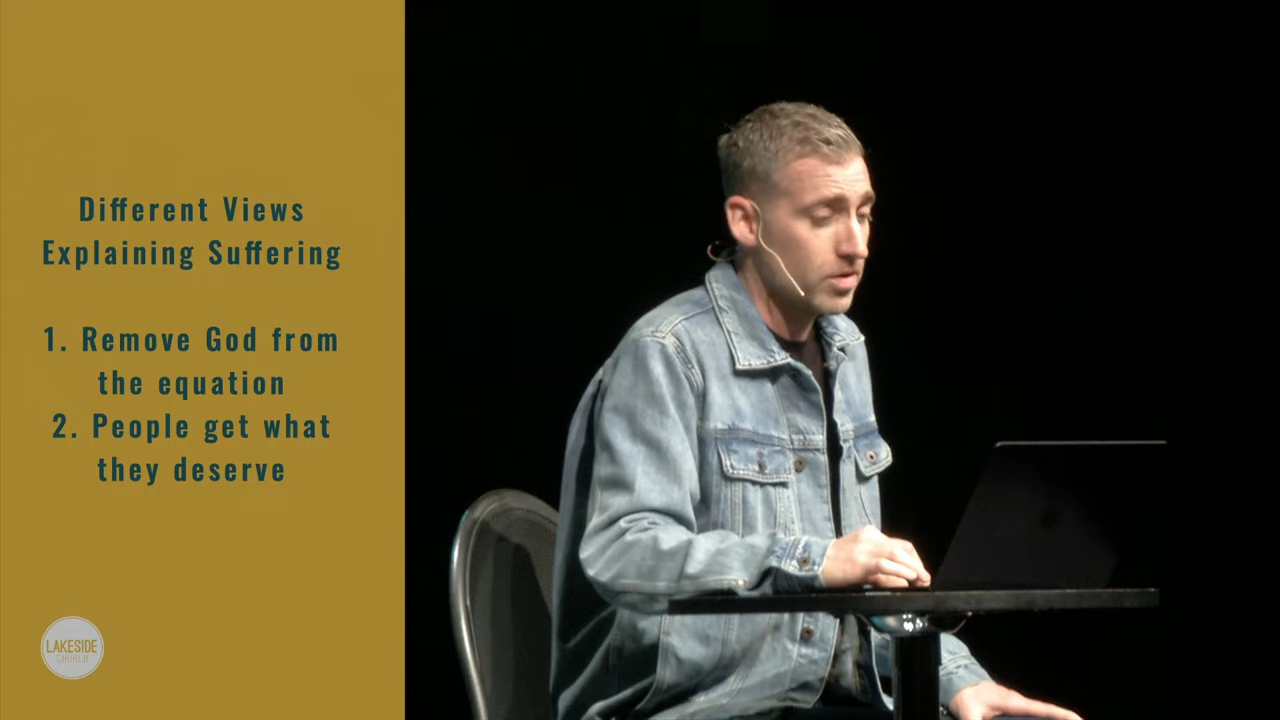 Different Views
Explaining Suffering
1. Remove God from
the equation
2. People get what
they deserve
LAKESIDE
CHURCH